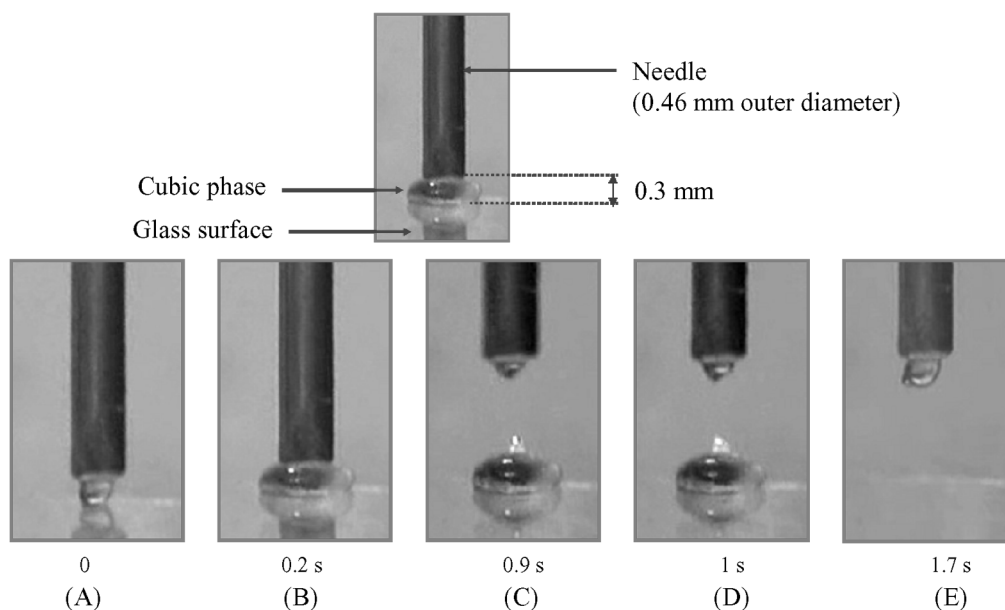 Needle
(0.46 mm outer diameter)
Cubic phase
0.3 mm
Glass surface
0
0.2 s
0.9 s
1 s
1.7 s
(A)
(B)
(C)
(D)
(E)